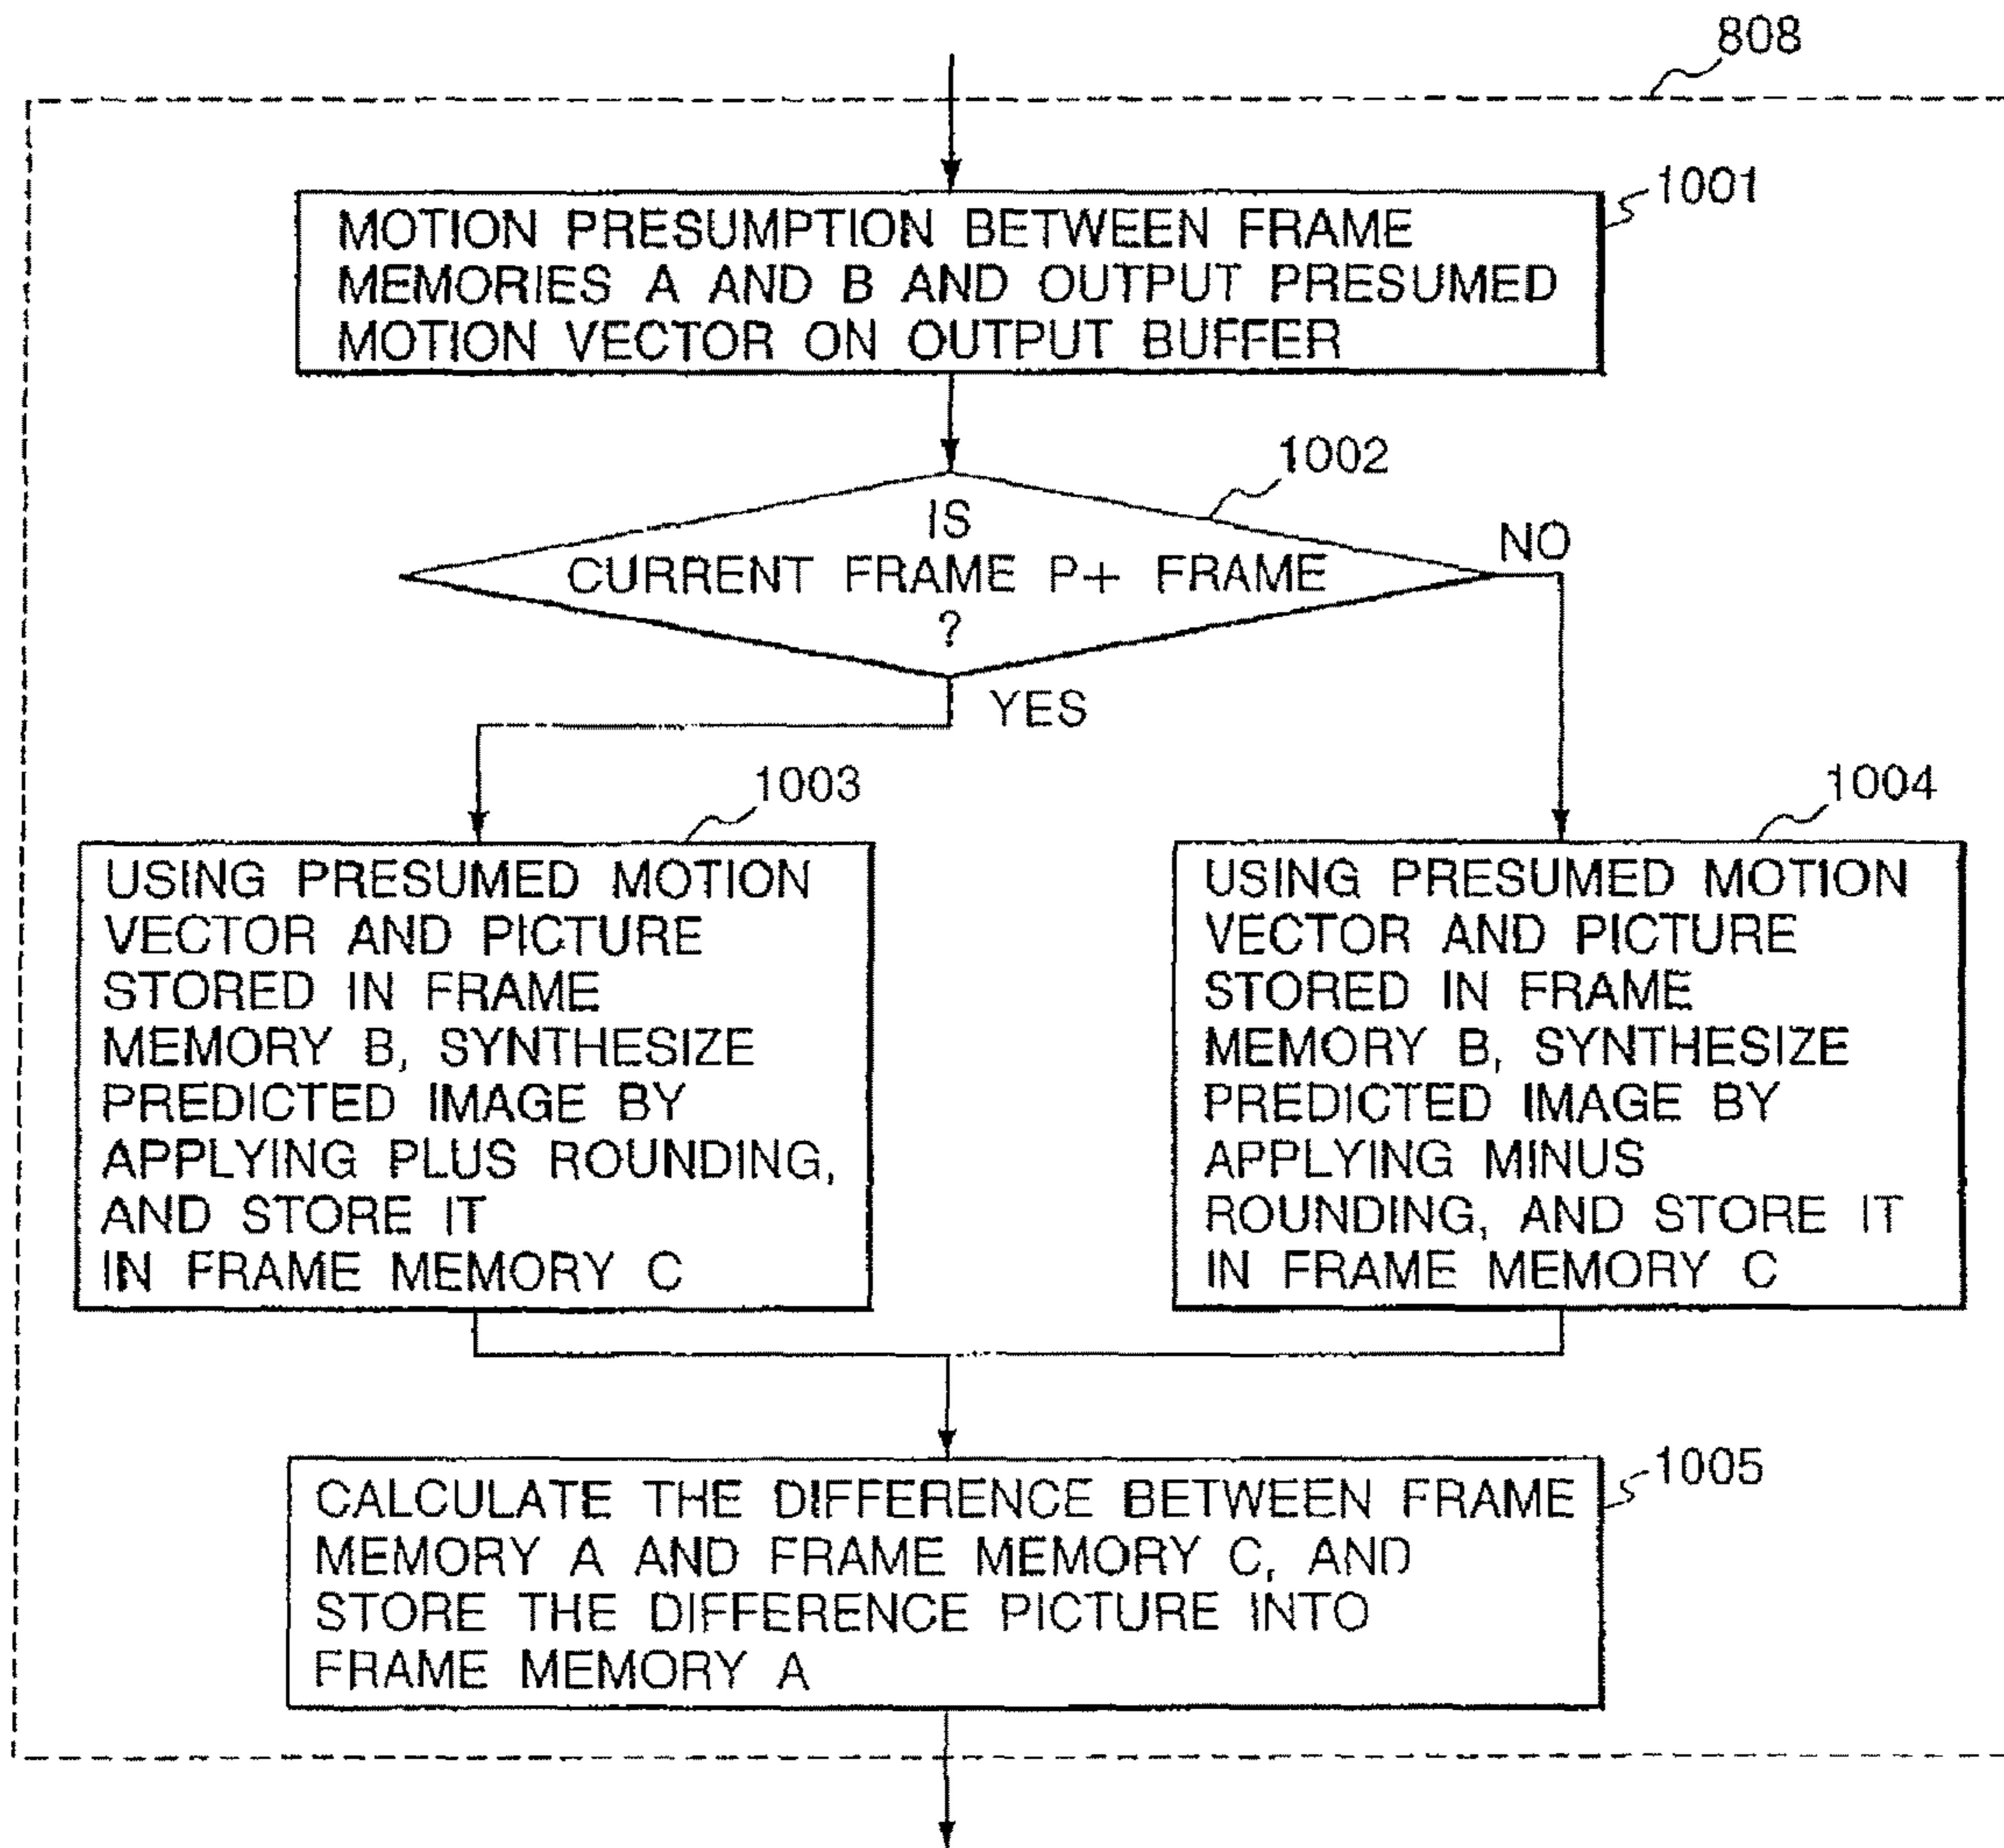 808
1001
MOTION PRESUMPTION BETWEEN FRAME
MEMORIES A AND B AND OUTPUT PRESUMED
MOTION VECTOR ON OUTPUT BUFFER
1002
IS
CURRENT FRAME P+ FRAME
?
NO
YES
1003
USING PRESUMED MOTION
VECTOR AND PICTURE
STORED IN FRAME
MEMORY B, SYNTHESIZE
PREDICTED IMAGE BY
APPLYING PLUS ROUNDING,
AND STORE IT
IN FRAME MEMORY C
1004
USING PRESUMED MOTION
VECTOR AND PICTURE
STORED IN FRAME
MEMORY B, SYNTHESIZE
PREDICTED IMAGE BY
APPLYING MINUS
ROUNDING, AND STORE IT
IN FRAME MEMORY C
1005
CALCULATE THE DIFFERENCE BETWEEN FRAME
MEMORY A AND FRAME MEMORY C, AND
STORE THE DIFFERENCE PICTURE INTO
FRAME MEMORY A